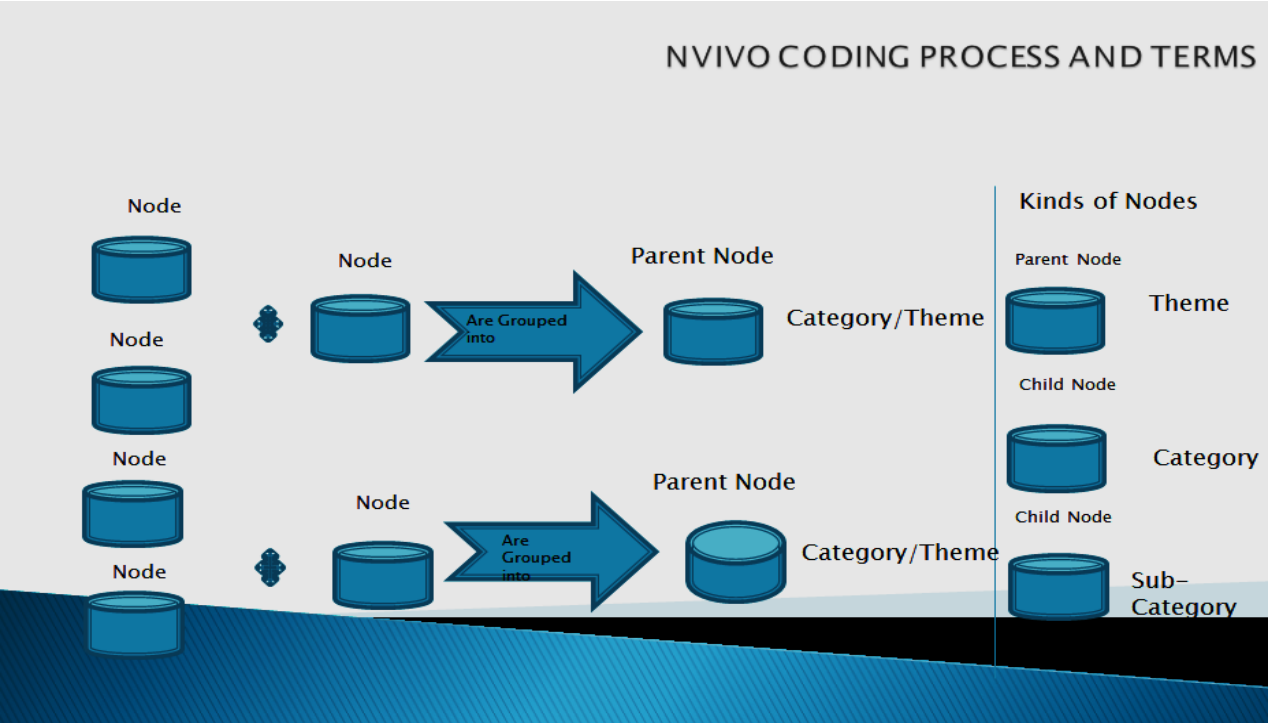 NVIVO CODING PROCESS AND TERMS
Node
Node
Node
Node
Node
Are Grouped
into
Parent Node
Category/Theme
Node
Are
Grouped
into
Parent Node
Category/Theme
Kinds of Nodes
Parent Node
Theme
Child Node
Category
Child Node
Sub-
Category